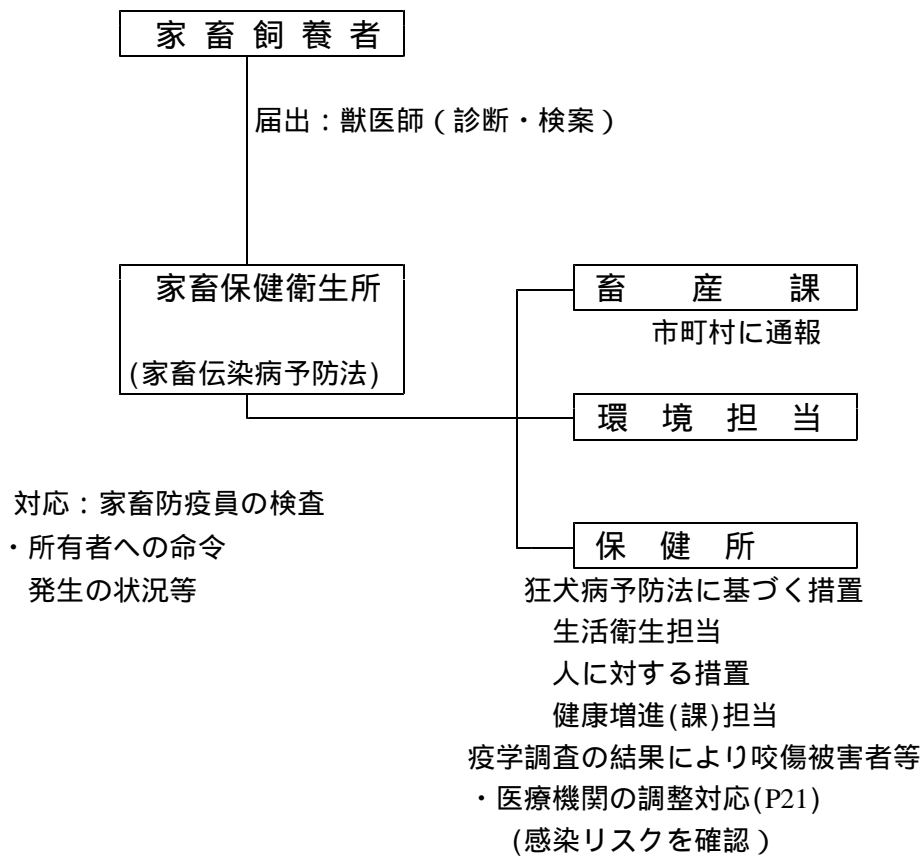 家 畜 飼 養 者
届出：獣医師（診断・検案）
家畜保健衛生所
(家畜伝染病予防法)
畜 産 課
市町村に通報
環 境 担 当
対応：家畜防疫員の検査
・所有者への命令
発生の状況等
保 健 所
狂犬病予防法に基づく措置
生活衛生担当
人に対する措置
健康増進(課)担当
疫学調査の結果により咬傷被害者等
・医療機関の調整対応(P21)
(感染リスクを確認）